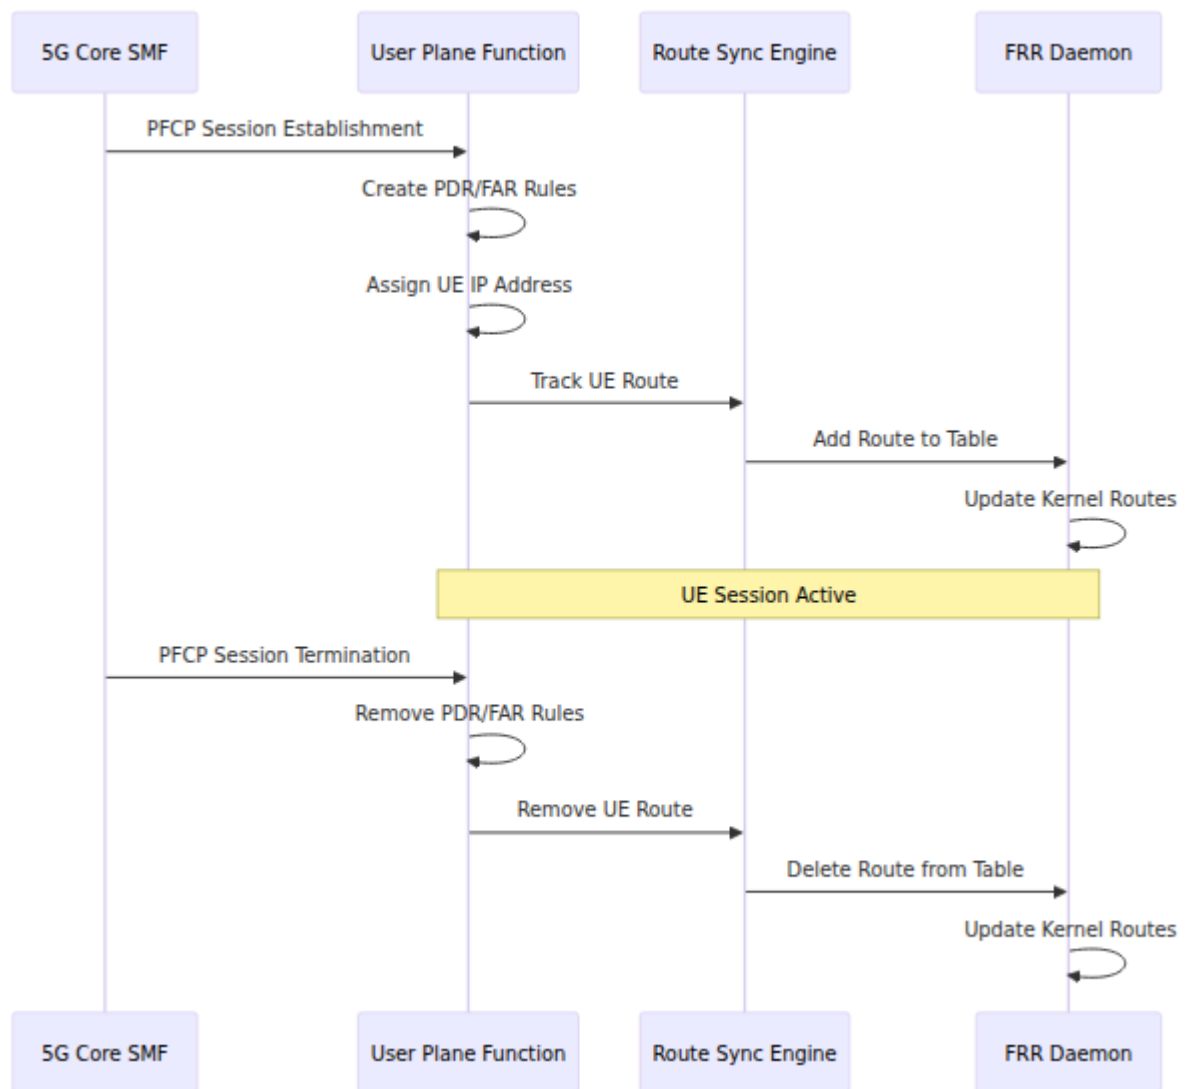 5G Core SMF
User Plane Function
Route Sync Engine
FRR Daemon
PFCP Session Establishment
Create PDR/FAR Rules
Assign UE IP Address
Track UE Route
Add Route to Table
Update Kernel Routes
UE Session Active
PFCP Session Termination
Remove PDR/FAR Rules
Remove UE Route
Delete Route from Table
Update Kernel Routes
5G Core SMF
User Plane Function
Route Sync Engine
FRR Daemon